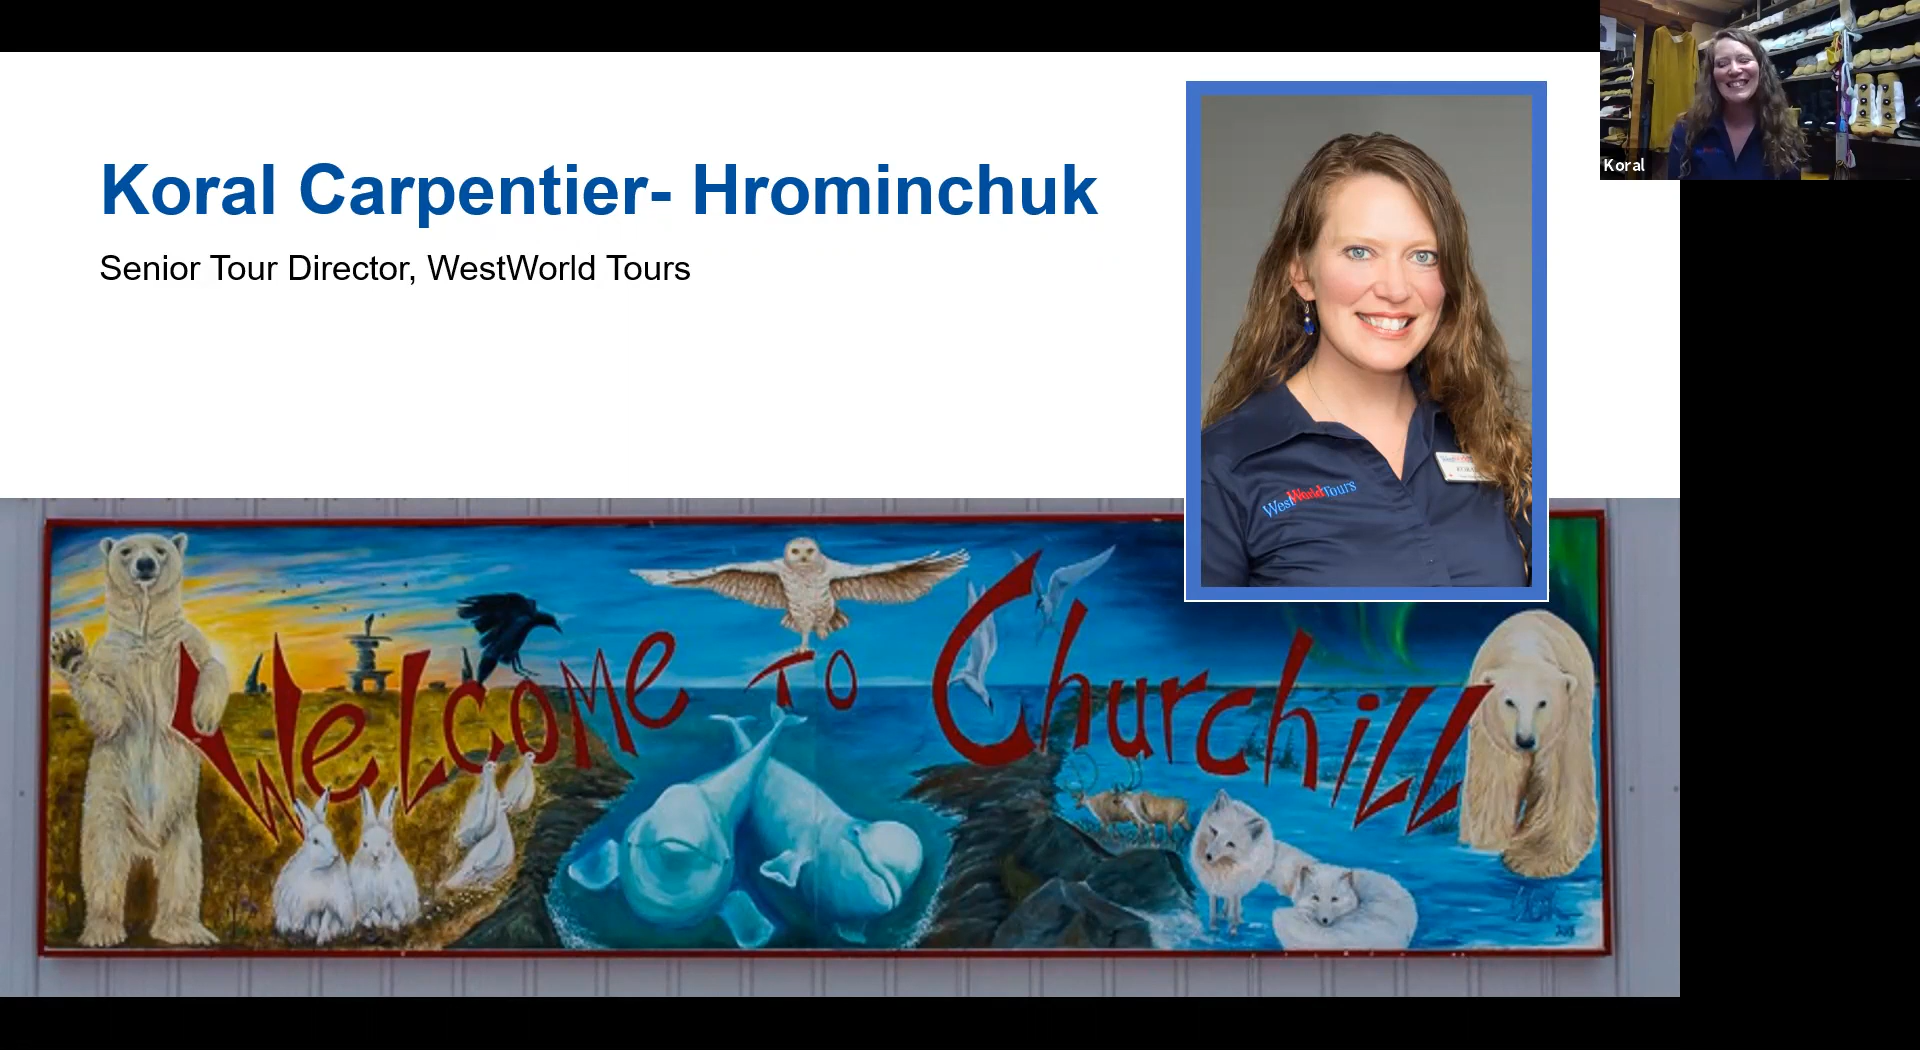 Koral Carpentier- Hrominchuk
Senior Tour Director, WestWorld Tours
Koral
WestWorldTours
Welcome to Churchill